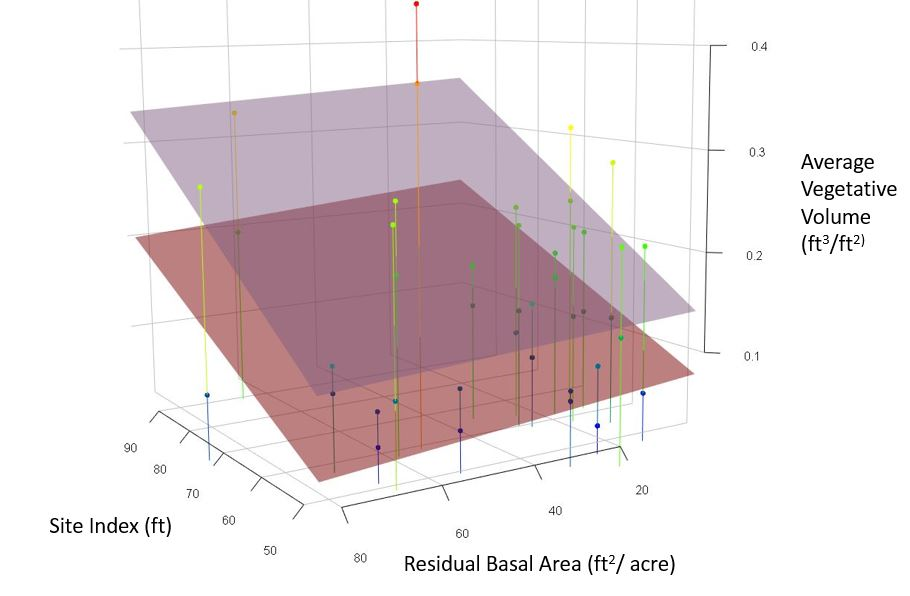 0.4
0.3
Average
Vegetative
Volume
(ft3/ft2)
0.2
0.1
90
80
70
60
50
Site Index (ft)
20
40
60
80
Residual Basal Area (ft2/ acre)